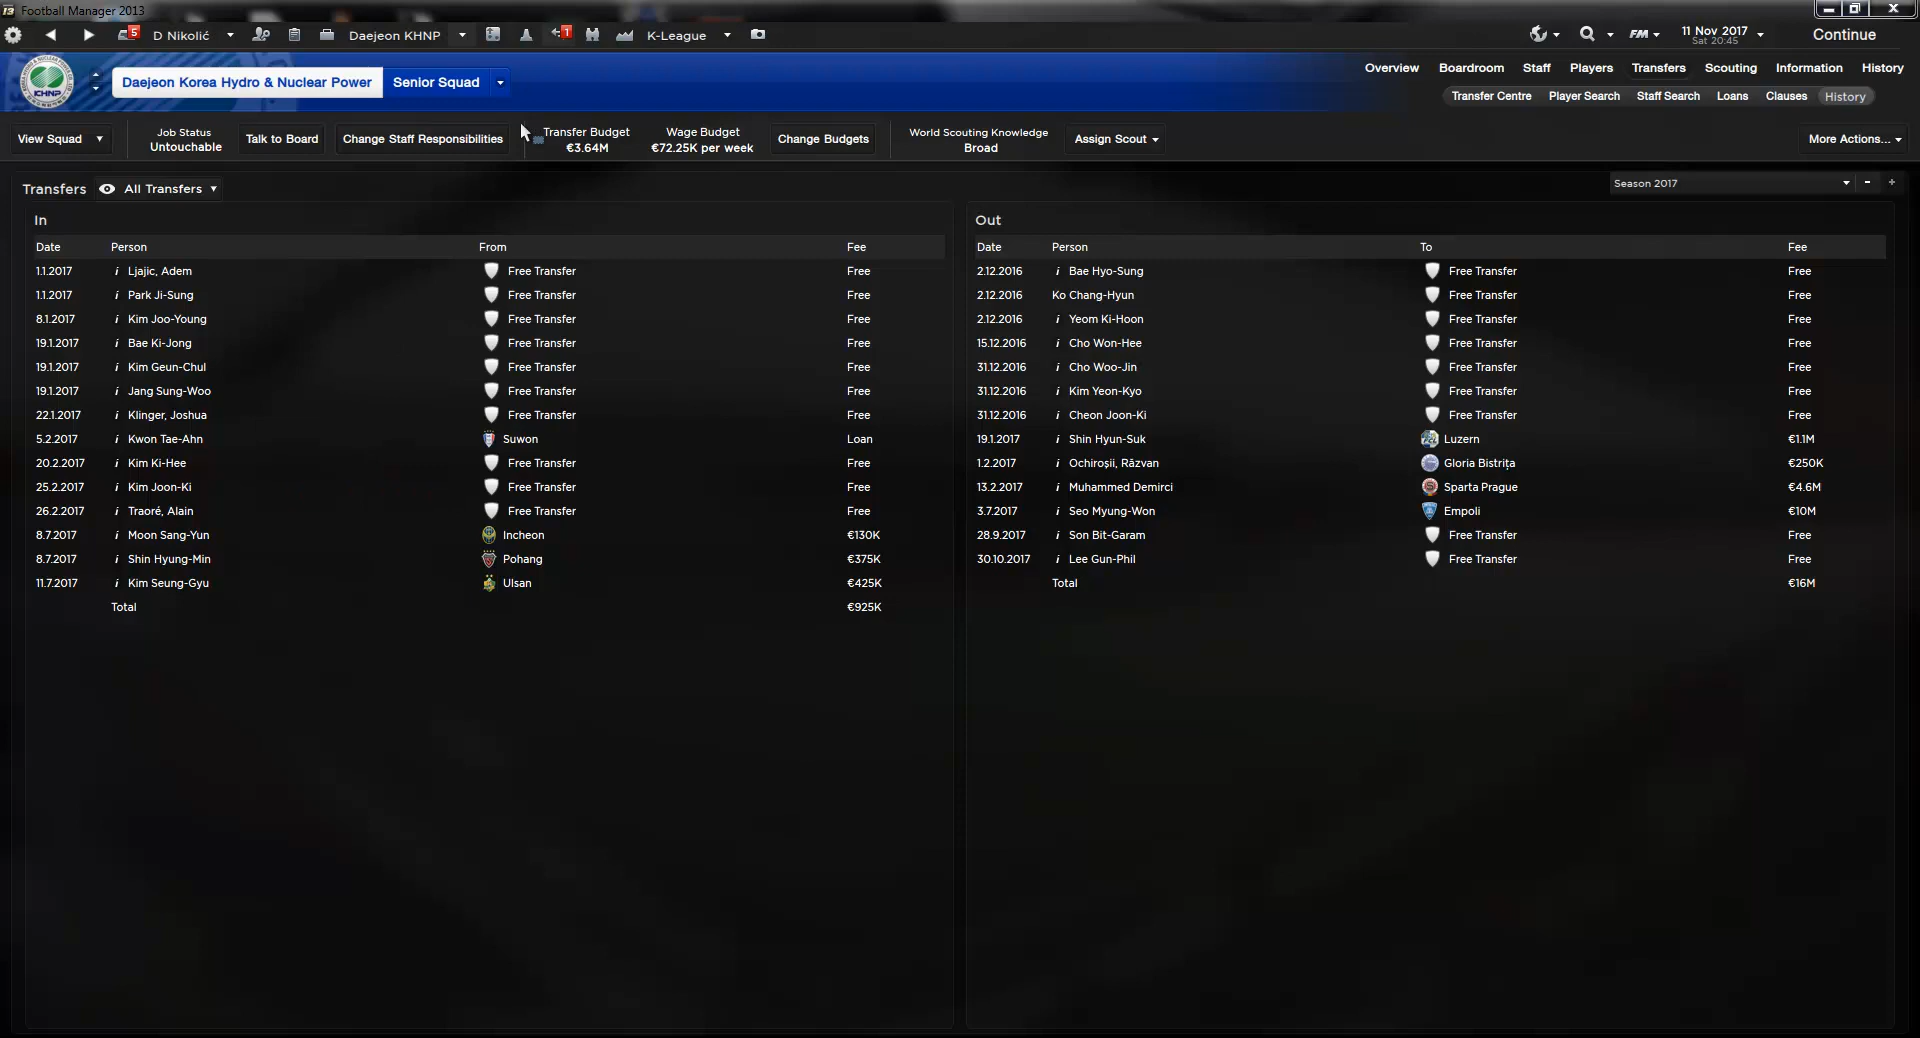 Football Manager 2013
5 D Nikolić Daejeon KHNP 1 K-League FM 11 Nov 2017 Continue
Sat 20:45
KHNP
Daejeon Korea Hydro & Nuclear Power Senior Squad
Overview Boardroom Staff Players Transfers Scouting Information History
Transfer Centre Player Search Staff Search Loans Clauses History
View Squad
Job Status
Untouchable
Talk to Board
Change Staff Responsibilities
Transfer Budget
€3.64M
Wage Budget
€72.25K per week
Change Budgets
World Scouting Knowledge
Broad
Assign Scout
More Actions...
Transfers All Transfers
Season 2017
In
Date Person From Fee
1.1.2017 i Ljajic, Adem Free Transfer Free
1.1.2017 i Park Ji-Sung Free Transfer Free
8.1.2017 i Kim Joo-Young Free Transfer Free
19.1.2017 i Bae Ki-Jong Free Transfer Free
19.1.2017 i Kim Geun-Chul Free Transfer Free
19.1.2017 i Jang Sung-Woo Free Transfer Free
22.1.2017 i Klinger, Joshua Free Transfer Free
5.2.2017 i Kwon Tae-Ahn Suwon Loan
20.2.2017 i Kim Ki-Hee Free Transfer Free
25.2.2017 i Kim Joon-Ki Free Transfer Free
26.2.2017 i Traoré, Alain Free Transfer Free
8.7.2017 i Moon Sang-Yun Incheon €130K
8.7.2017 i Shin Hyung-Min Pohang €375K
11.7.2017 i Kim Seung-Gyu Ulsan €425K
Total €925K
Out
Date Person To Fee
2.12.2016 i Bae Hyo-Sung Free Transfer Free
2.12.2016 Ko Chang-Hyun Free Transfer Free
2.12.2016 i Yeom Ki-Hoon Free Transfer Free
15.12.2016 i Cho Won-Hee Free Transfer Free
31.12.2016 i Cho Woo-Jin Free Transfer Free
31.12.2016 i Kim Yeon-Kyo Free Transfer Free
31.12.2016 i Cheon Joon-Ki Free Transfer Free
19.1.2017 i Shin Hyun-Suk Luzern €1.1M
1.2.2017 i Ochiroșii, Răzvan Gloria Bistrița €250K
13.2.2017 i Muhammed Demirci Sparta Prague €4.6M
3.7.2017 i Seo Myung-Won Empoli €10M
28.9.2017 i Son Bit-Garam Free Transfer Free
30.10.2017 i Lee Gun-Phil Free Transfer Free
Total €16M